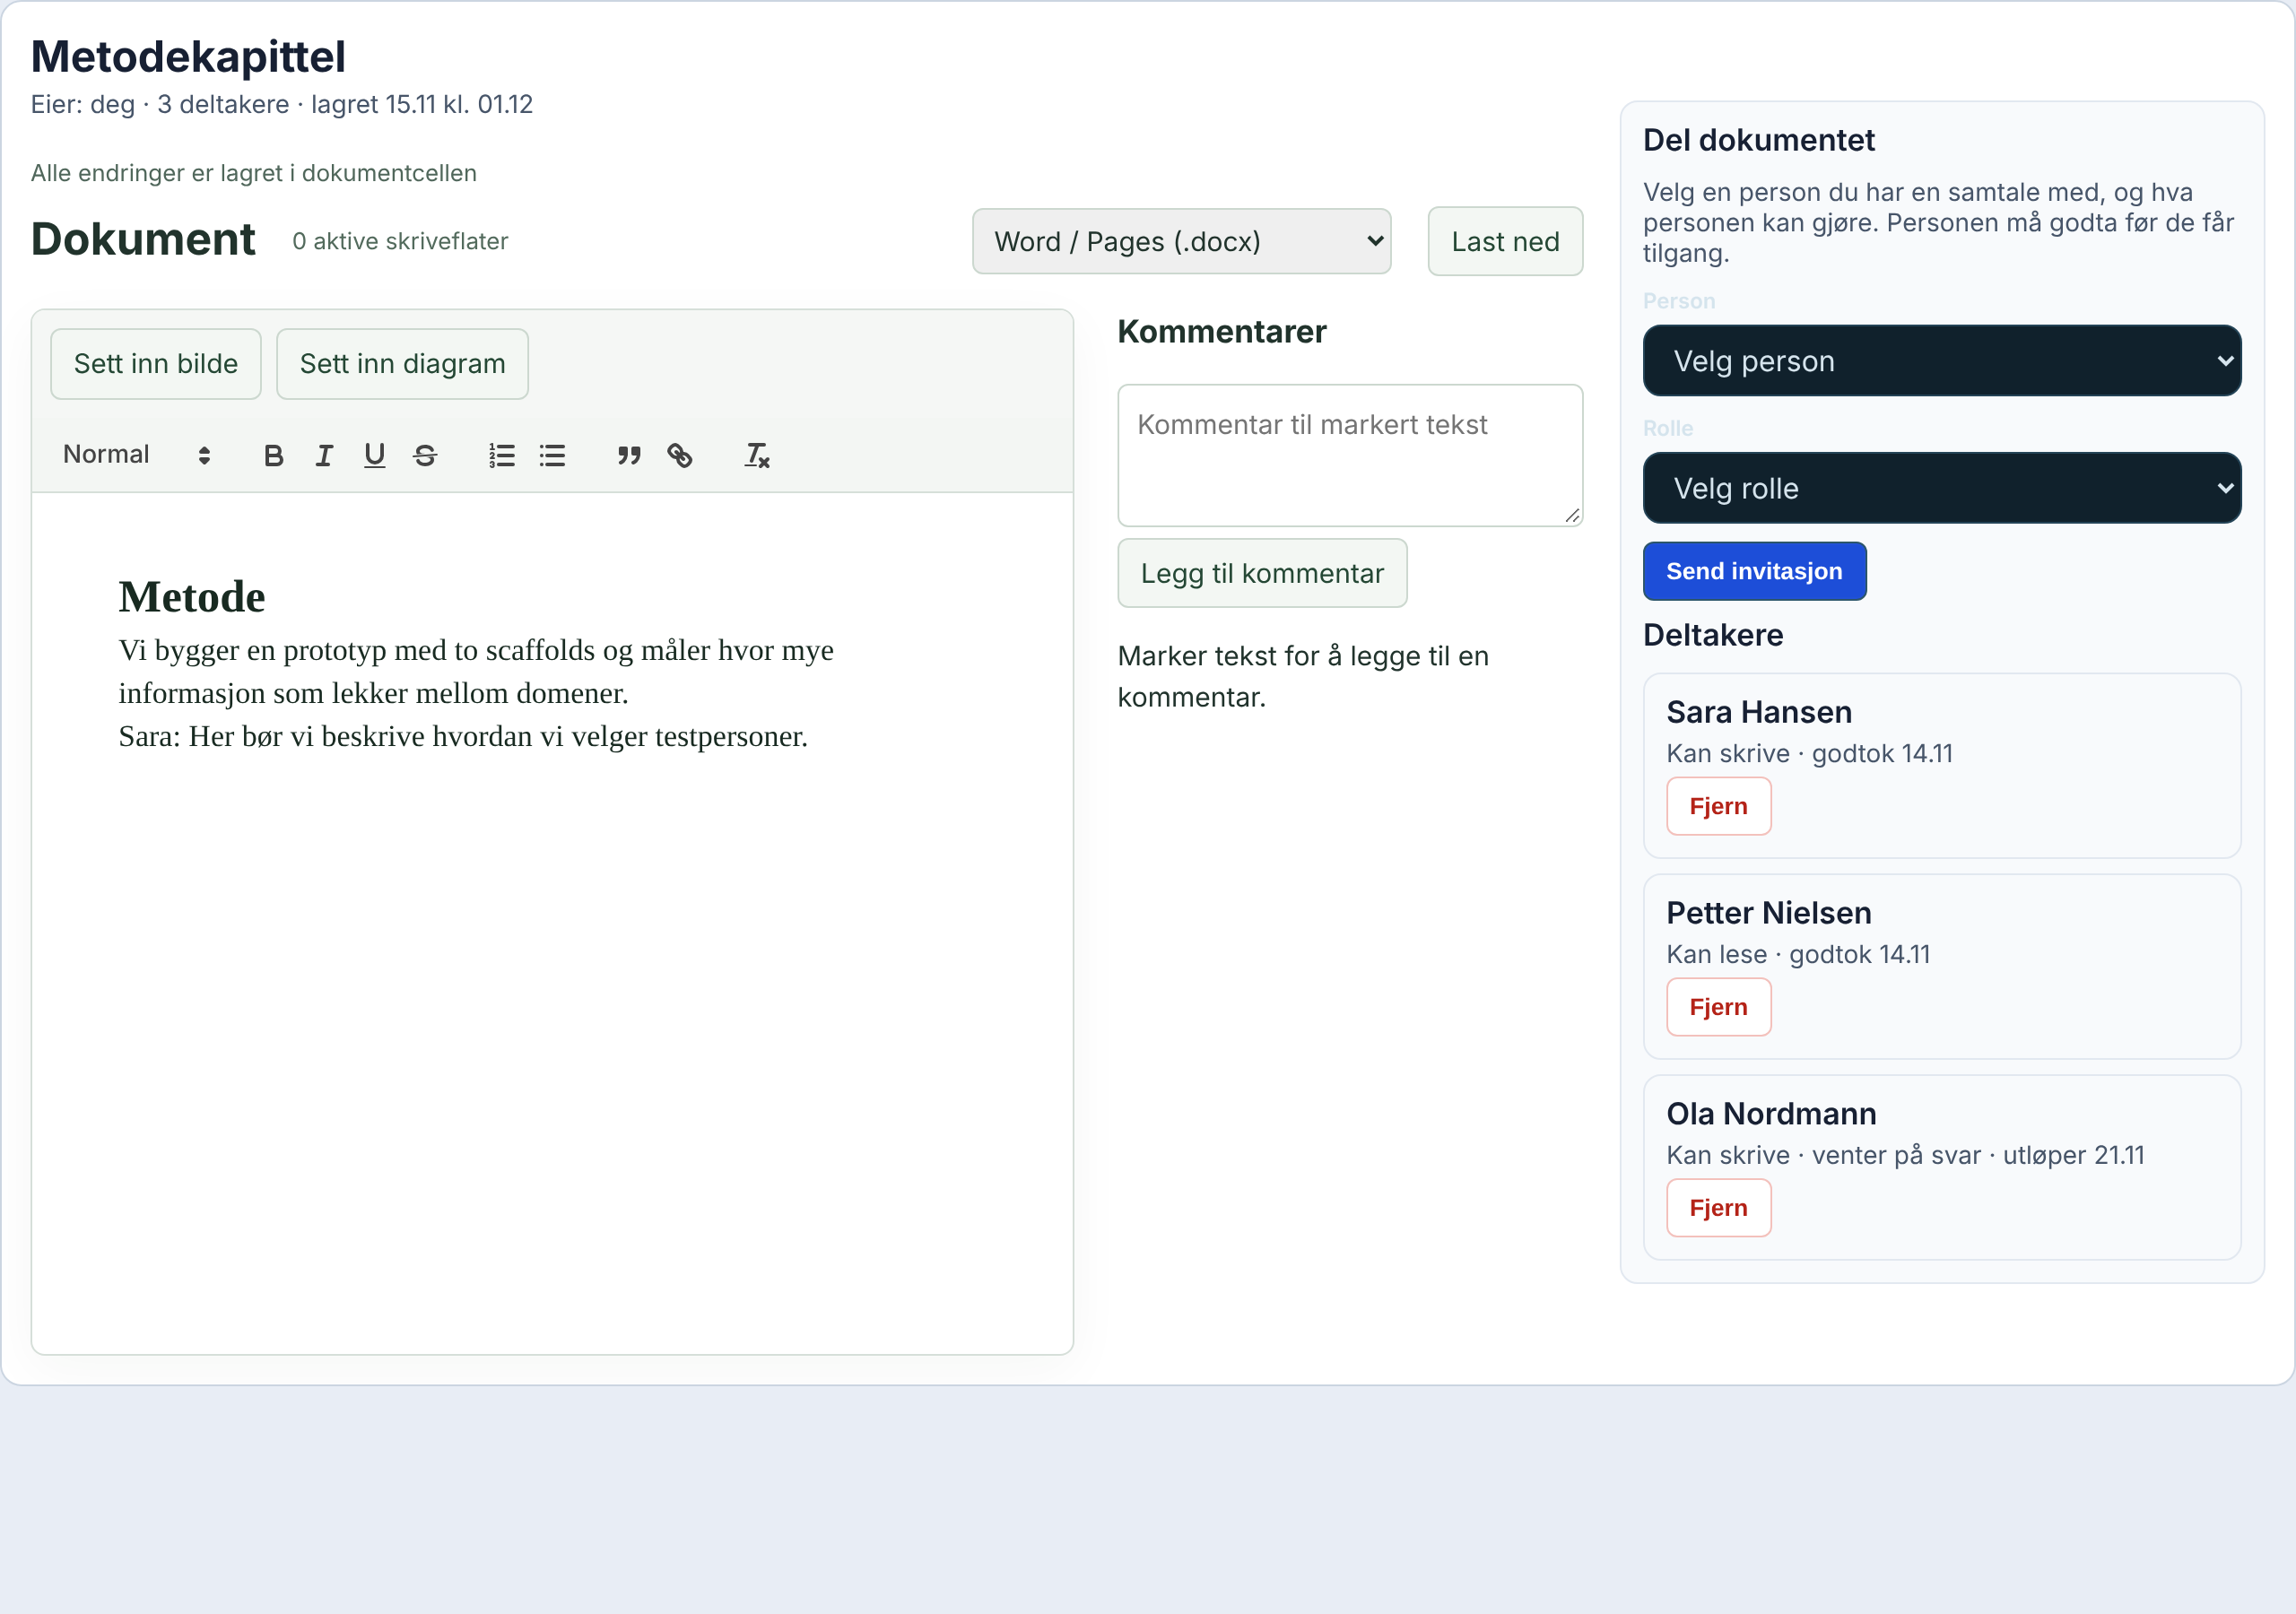 Metodekapittel
Eier: deg · 3 deltakere · lagret 15.11 kl. 01.12
Alle endringer er lagret i dokumentcellen
Dokument
0 aktive skriveflater
Word / Pages (.docx)
Last ned
Sett inn bilde
Sett inn diagram
Normal
Metode
Vi bygger en prototyp med to scaffolds og måler hvor mye
informasjon som lekker mellom domener.
Sara: Her bør vi beskrive hvordan vi velger testpersoner.
Kommentarer
Kommentar til markert tekst
Legg til kommentar
Marker tekst for å legge til en
kommentar.
Del dokumentet
Velg en person du har en samtale med, og hva
personen kan gjøre. Personen må godta før de får
tilgang.
Person
Velg person
Rolle
Velg rolle
Send invitasjon
Deltakere
Sara Hansen
Kan skrive · godtok 14.11
Fjern
Petter Nielsen
Kan lese · godtok 14.11
Fjern
Ola Nordmann
Kan skrive · venter på svar · utløper 21.11
Fjern